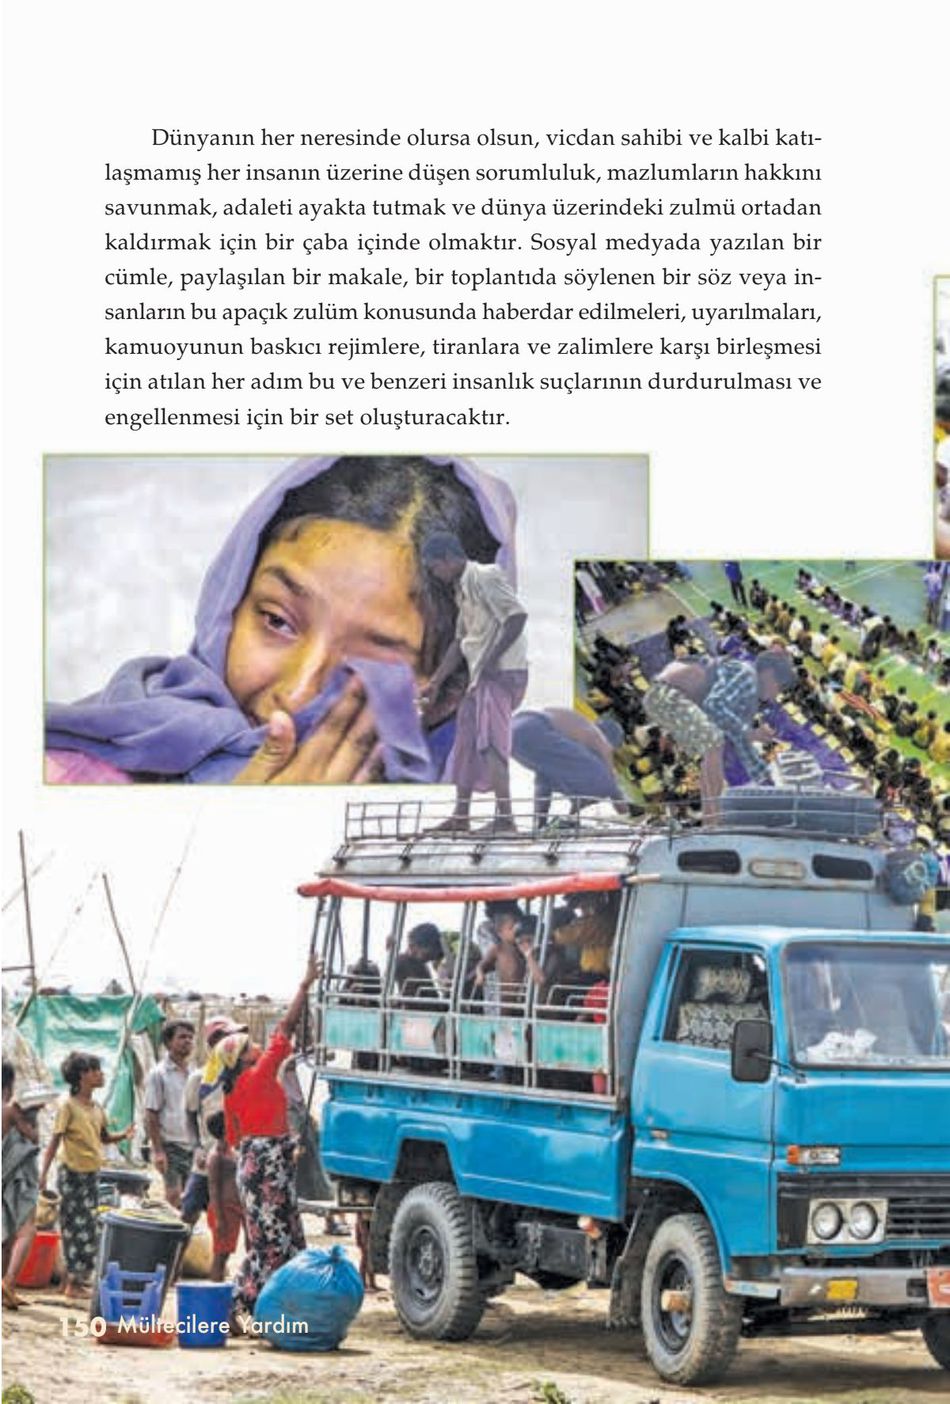 Dünyanın her neresinde olursa olsun, vicdan sahibi ve kalbi katı-
laşmamış her insanın üzerine düşen sorumluluk, mazlumların hakkını
savunmak, adaleti ayakta tutmak ve dünya üzerindeki zulmü ortadan
kaldırmak için bir çaba içinde olmaktır. Sosyal medyada yazılan bir
cümle, paylaşılan bir makale, bir toplantıda söylenen bir söz veya in-
sanların bu apaçık zulüm konusunda haberdar edilmeleri, uyarılmaları,
kamuoyunun baskıcı rejimlere, tiranlara ve zalimlere karşı birleşmesi
için atılan her adım bu ve benzeri insanlık suçlarının durdurulması ve
engellenmesi için bir set oluşturacaktır.
150 Mültecilere Yardım